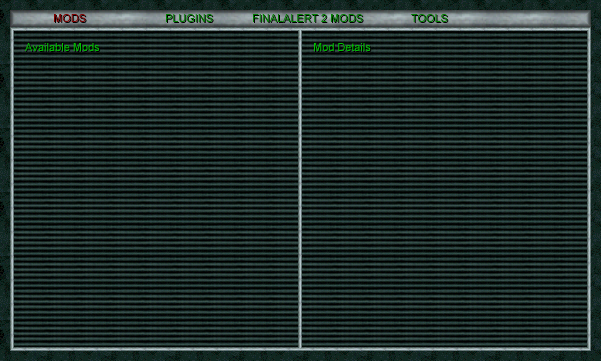 MODS PLUGINS FINALALERT 2 MODS TOOLS
Available Mods Mod Details